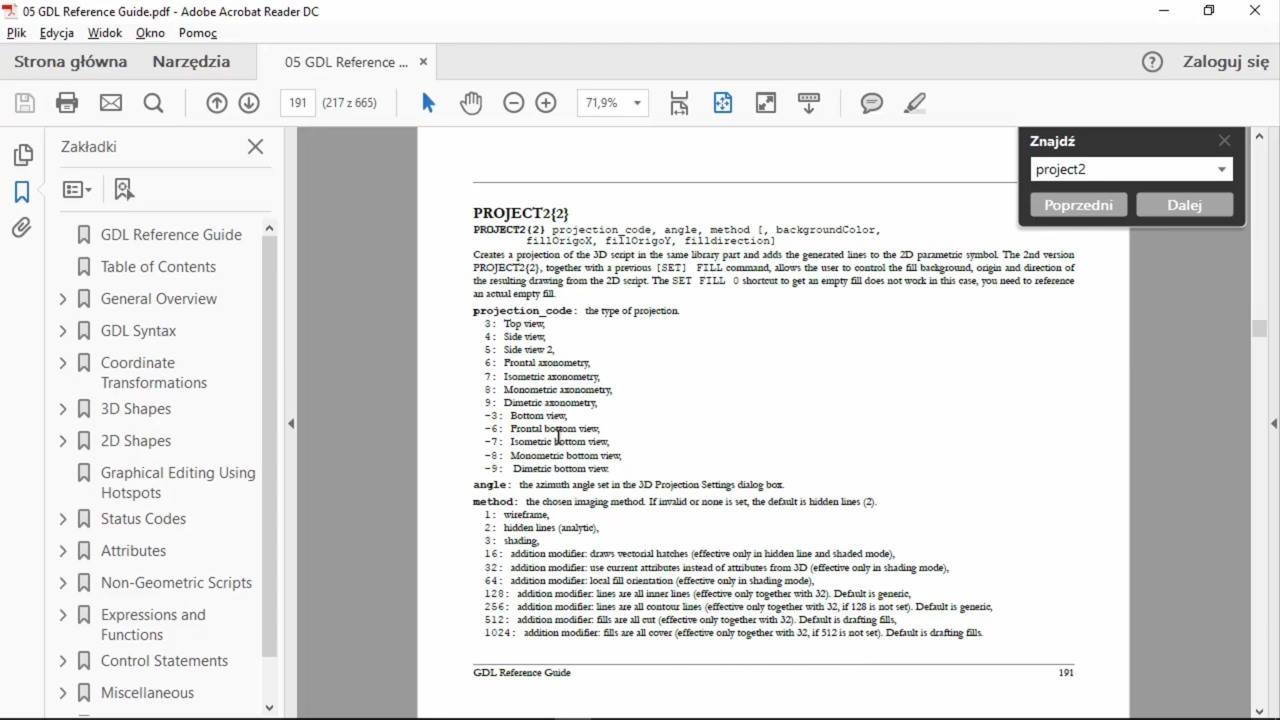 05 GDL Reference Guide.pdf - Adobe Acrobat Reader DC
Plik Edycja Widok Okno Pomoc
Strona główna Narzędzia 05 GDL Reference ... Zaloguj się
191 (217 z 665) 71,9%
Zakładki
GDL Reference Guide
Table of Contents
General Overview
GDL Syntax
Coordinate
Transformations
3D Shapes
2D Shapes
Graphical Editing Using
Hotspots
Status Codes
Attributes
Non-Geometric Scripts
Expressions and
Functions
Control Statements
Miscellaneous
Znajdź
project2
Poprzedni Dalej
PROJECT2{2}
PROJECT2{2} projection_code, angle, method [, backgroundColor,
fillOrigoX, fillOrigoY, filldirection]
Creates a projection of the 3D script in the same library part and adds the generated lines to the 2D parametric symbol. The 2nd version
PROJECT2{2}, together with a previous [SET] FILL command, allows the user to control the fill background, origin and direction of
the resulting drawing from the 2D script. The SET FILL 0 shortcut to get an empty fill does not work in this case, you need to reference
an actual empty fill.
projection_code: the type of projection.
3: Top view,
4: Side view,
5: Side view 2,
6: Frontal axonometry,
7: Isometric axonometry,
8: Monometric axonometry,
9: Dimetric axonometry,
-3: Bottom view,
-6: Frontal bottom view,
-7: Isometric bottom view,
-8: Monometric bottom view,
-9: Dimetric bottom view.
angle: the azimuth angle set in the 3D Projection Settings dialog box.
method: the chosen imaging method. If invalid or none is set, the default is hidden lines (2).
1: wireframe,
2: hidden lines (analytic),
3: shading,
16: addition modifier: draws vectorial hatches (effective only in hidden line and shaded mode),
32: addition modifier: use current attributes instead of attributes from 3D (effective only in shading mode),
64: addition modifier: local fill orientation (effective only in shading mode),
128: addition modifier: lines are all inner lines (effective only together with 32). Default is generic,
256: addition modifier: lines are all contour lines (effective only together with 32, if 128 is not set). Default is generic,
512: addition modifier: fills are all cut (effective only together with 32). Default is drafting fills,
1024: addition modifier: fills are all cover (effective only together with 32, if 512 is not set). Default is drafting fills.
GDL Reference Guide 191